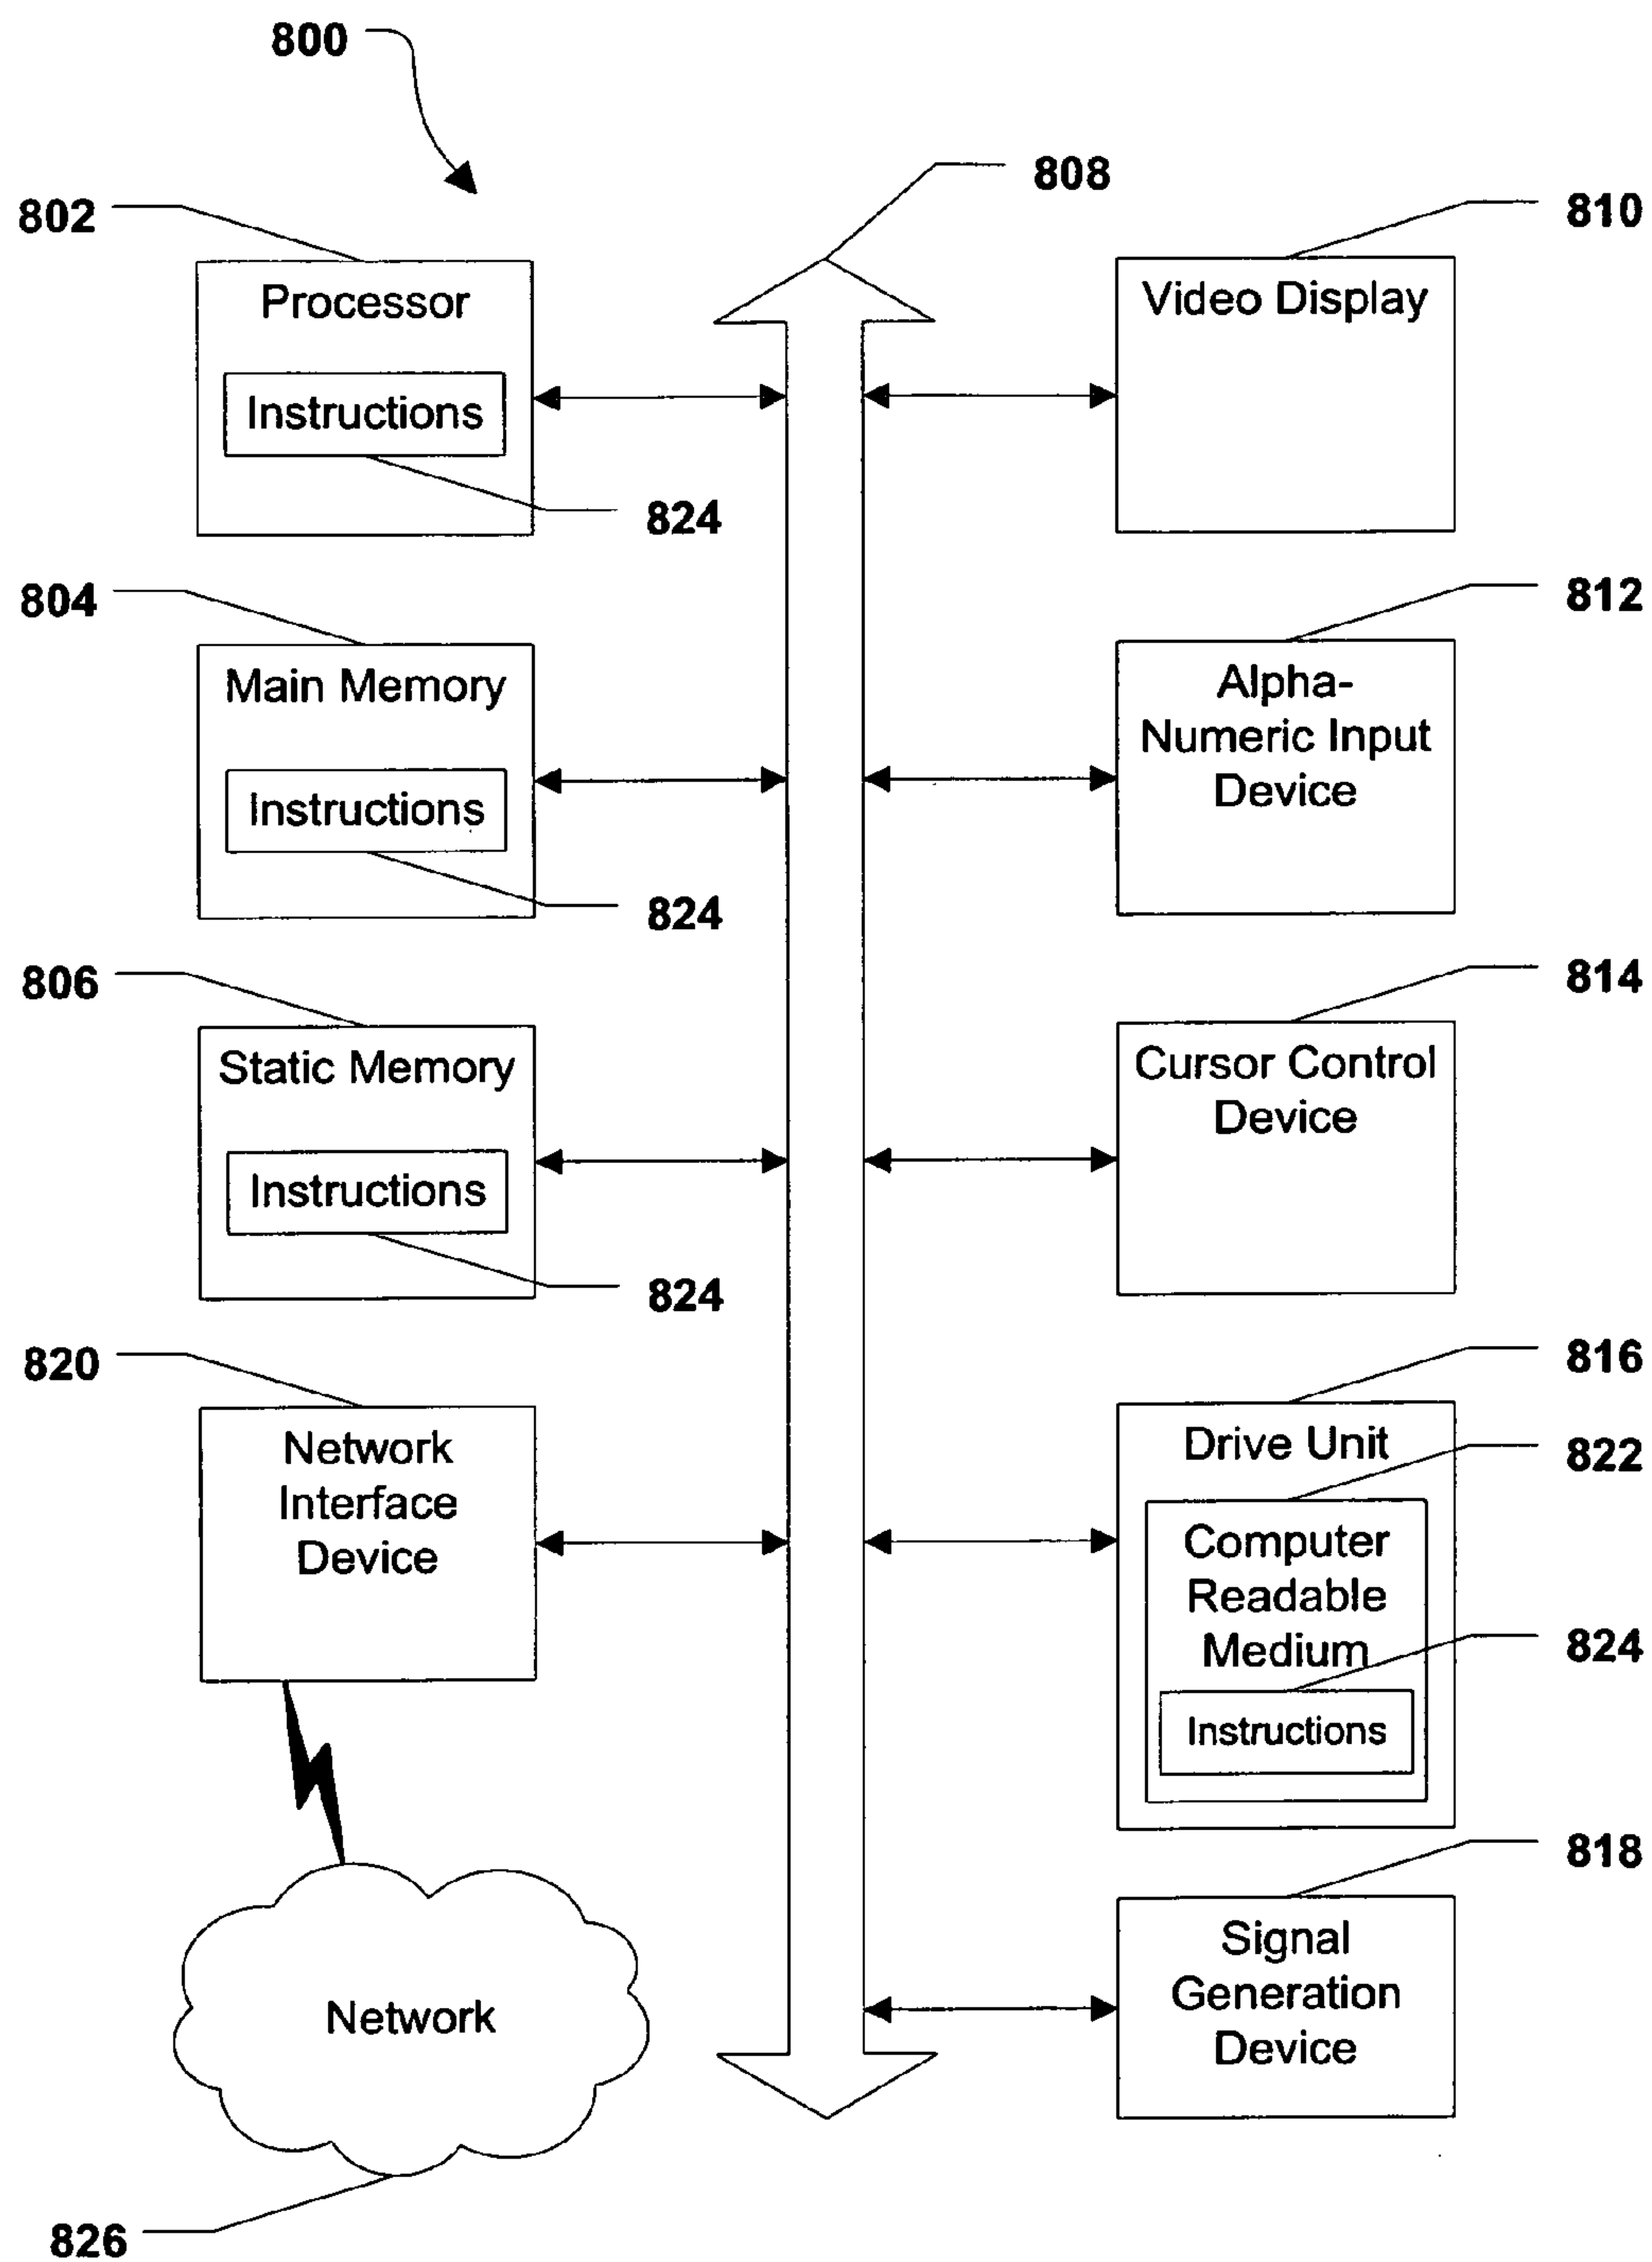 800
808
802
810
Processor
Instructions
824
Video Display
804
812
Main Memory
Instructions
824
Alpha-
Numeric Input
Device
806
814
Static Memory
Instructions
824
Cursor Control
Device
820
816
Network
Interface
Device
Drive Unit
822
Computer
Readable
Medium
824
Instructions
818
Signal
Generation
Device
Network
826